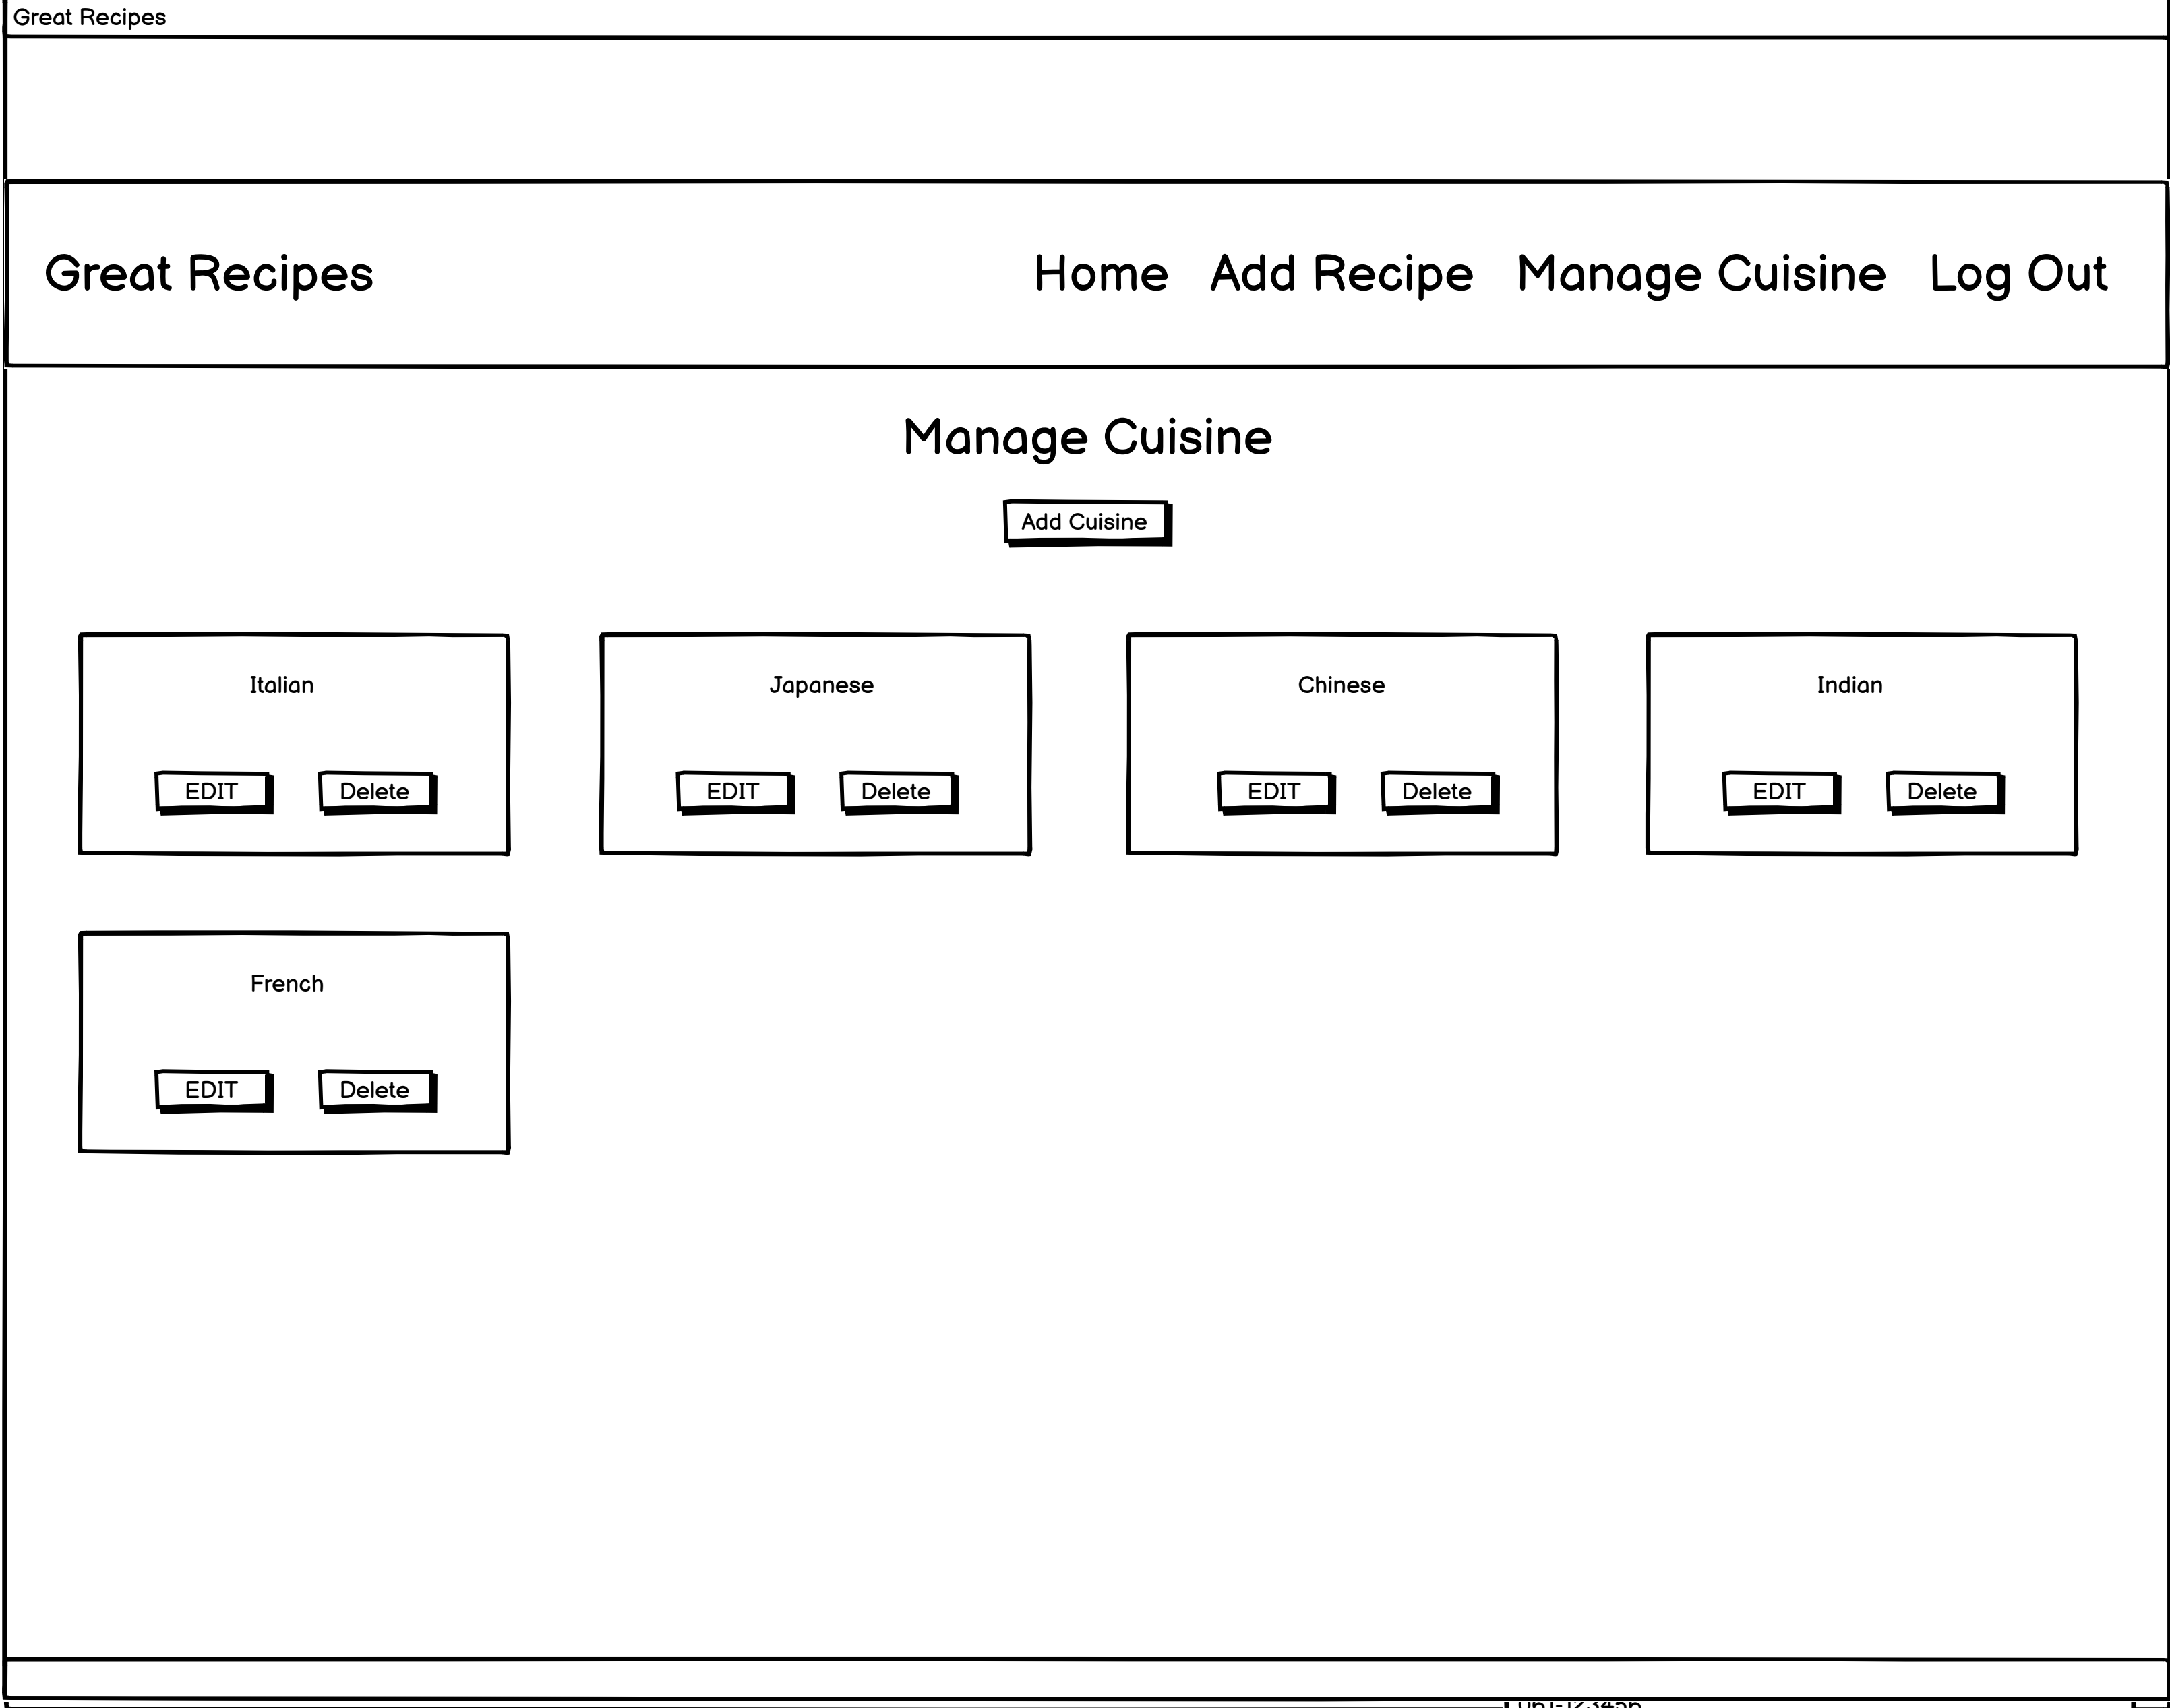 Great Recipes
Great Recipes Home Add Recipe Manage Cuisine Log Out
Manage Cuisine
Add Cuisine
Italian Japanese Chinese Indian
EDIT Delete EDIT Delete EDIT Delete EDIT Delete
French
EDIT Delete